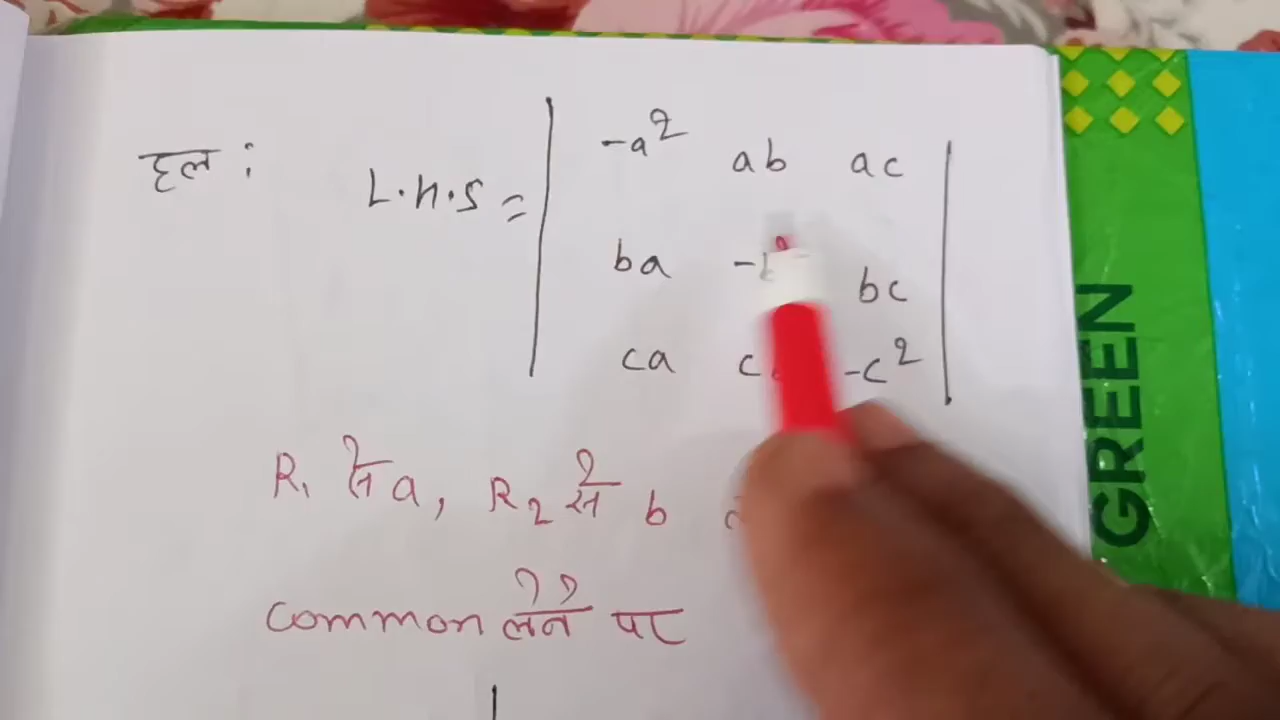 हल : L.H.S = | -a² ab ac |
ba bc
ca -c²
R₁ से a, R₂ से b
common लेने पर
GREEN